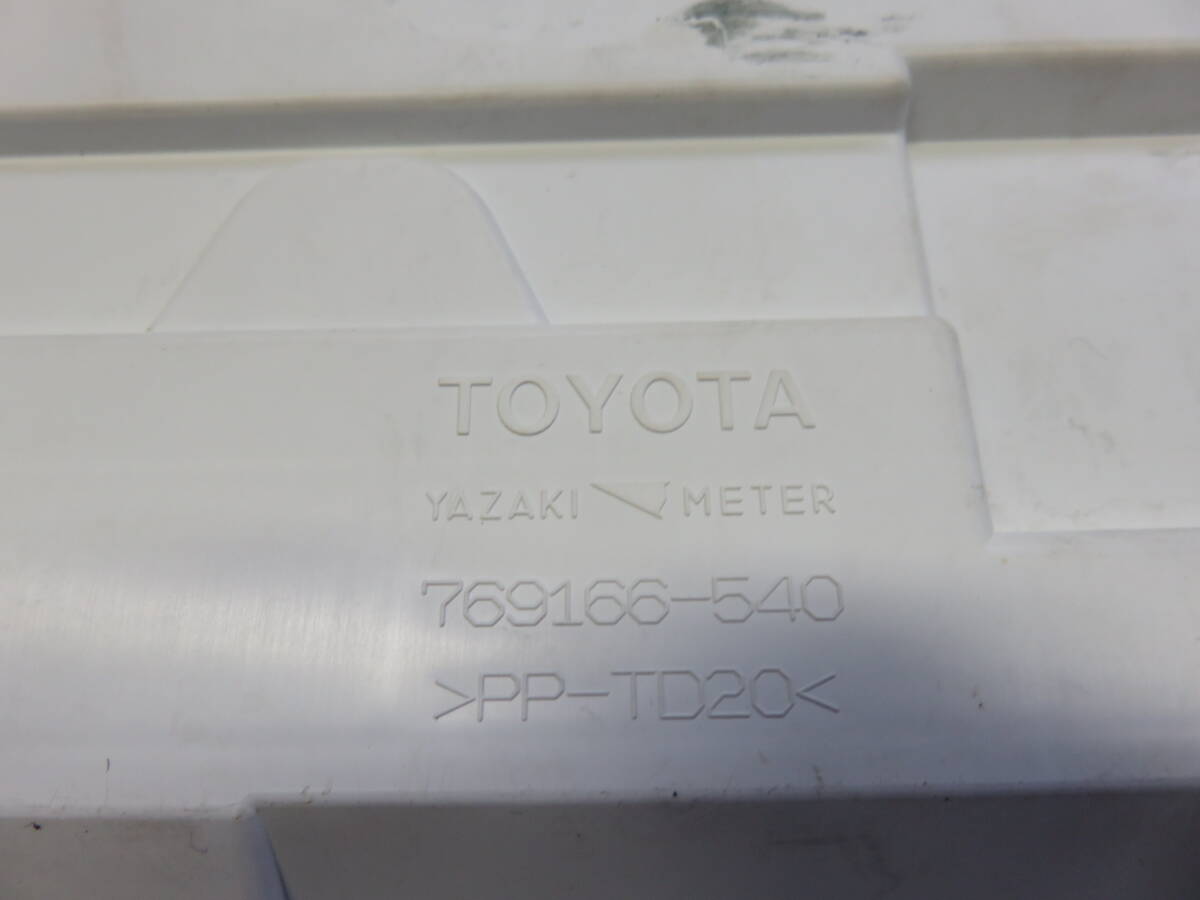 TOYOTA
YAZAKI METER
769166-540
>PP-TD20<